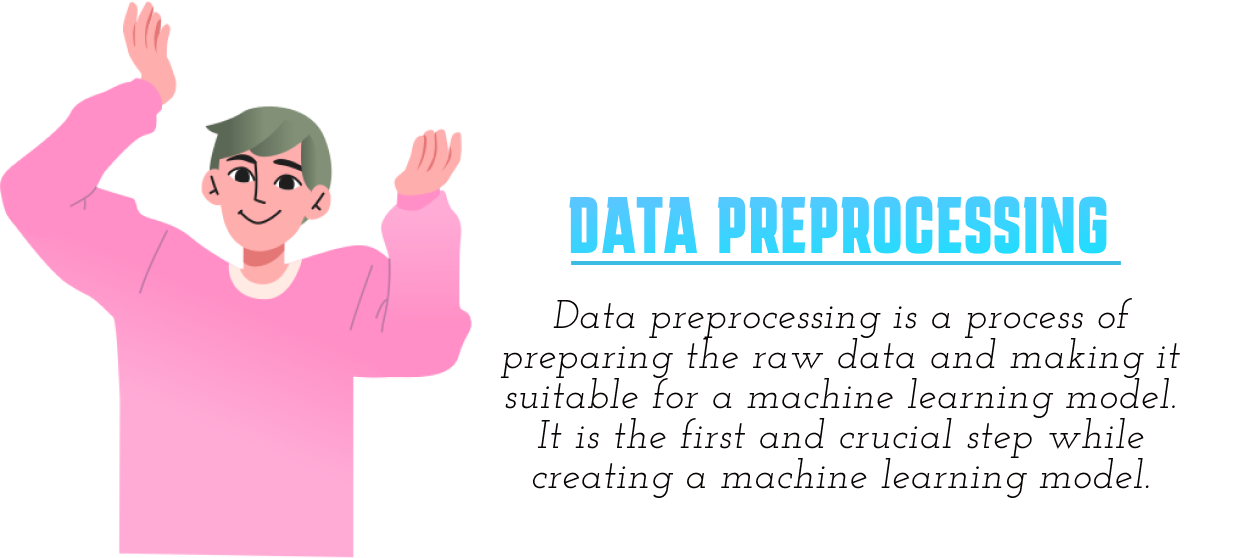 DATA PREPROCESSING
Data preprocessing is a process of
preparing the raw data and making it
suitable for a machine learning model.
It is the first and crucial step while
creating a machine learning model.